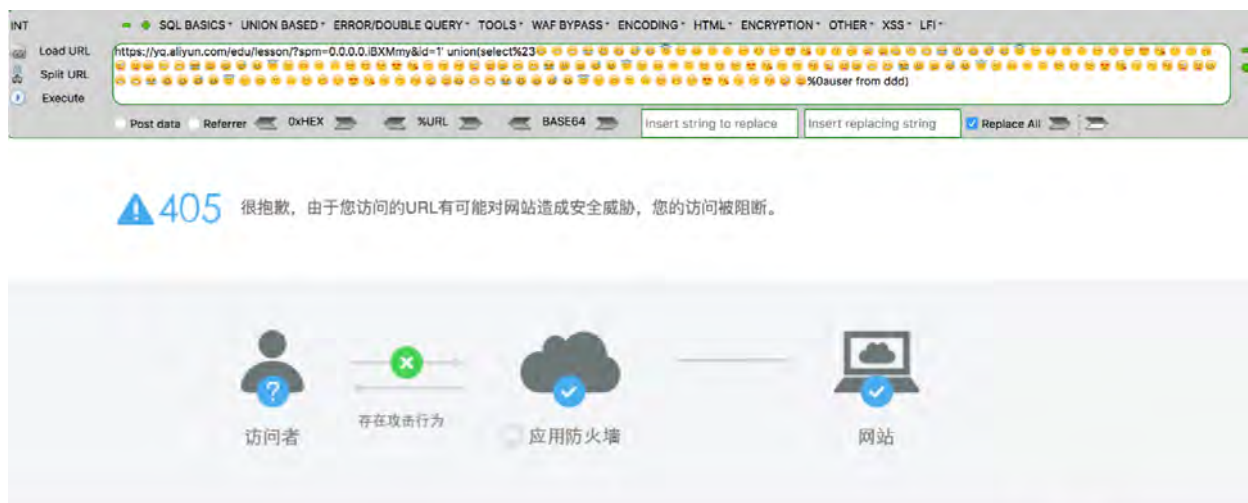 INT
SQL BASICS UNION BASED ERROR/DOUBLE QUERY TOOLS WAF BYPASS ENCODING HTML ENCRYPTION OTHER XSS LFI
Load URL
Split URL
Execute
https://yq.aliyun.com/edu/lesson/?spm=0.0.0.0.iBXMmy&id=1' union(select%23
%0auser from ddd)
Post data Referrer 0xHEX %URL BASE64 Insert string to replace Insert replacing string Replace All
405 很抱歉，由于您访问的URL有可能对网站造成安全威胁，您的访问被阻断。
存在攻击行为
访问者 应用防火墙 网站